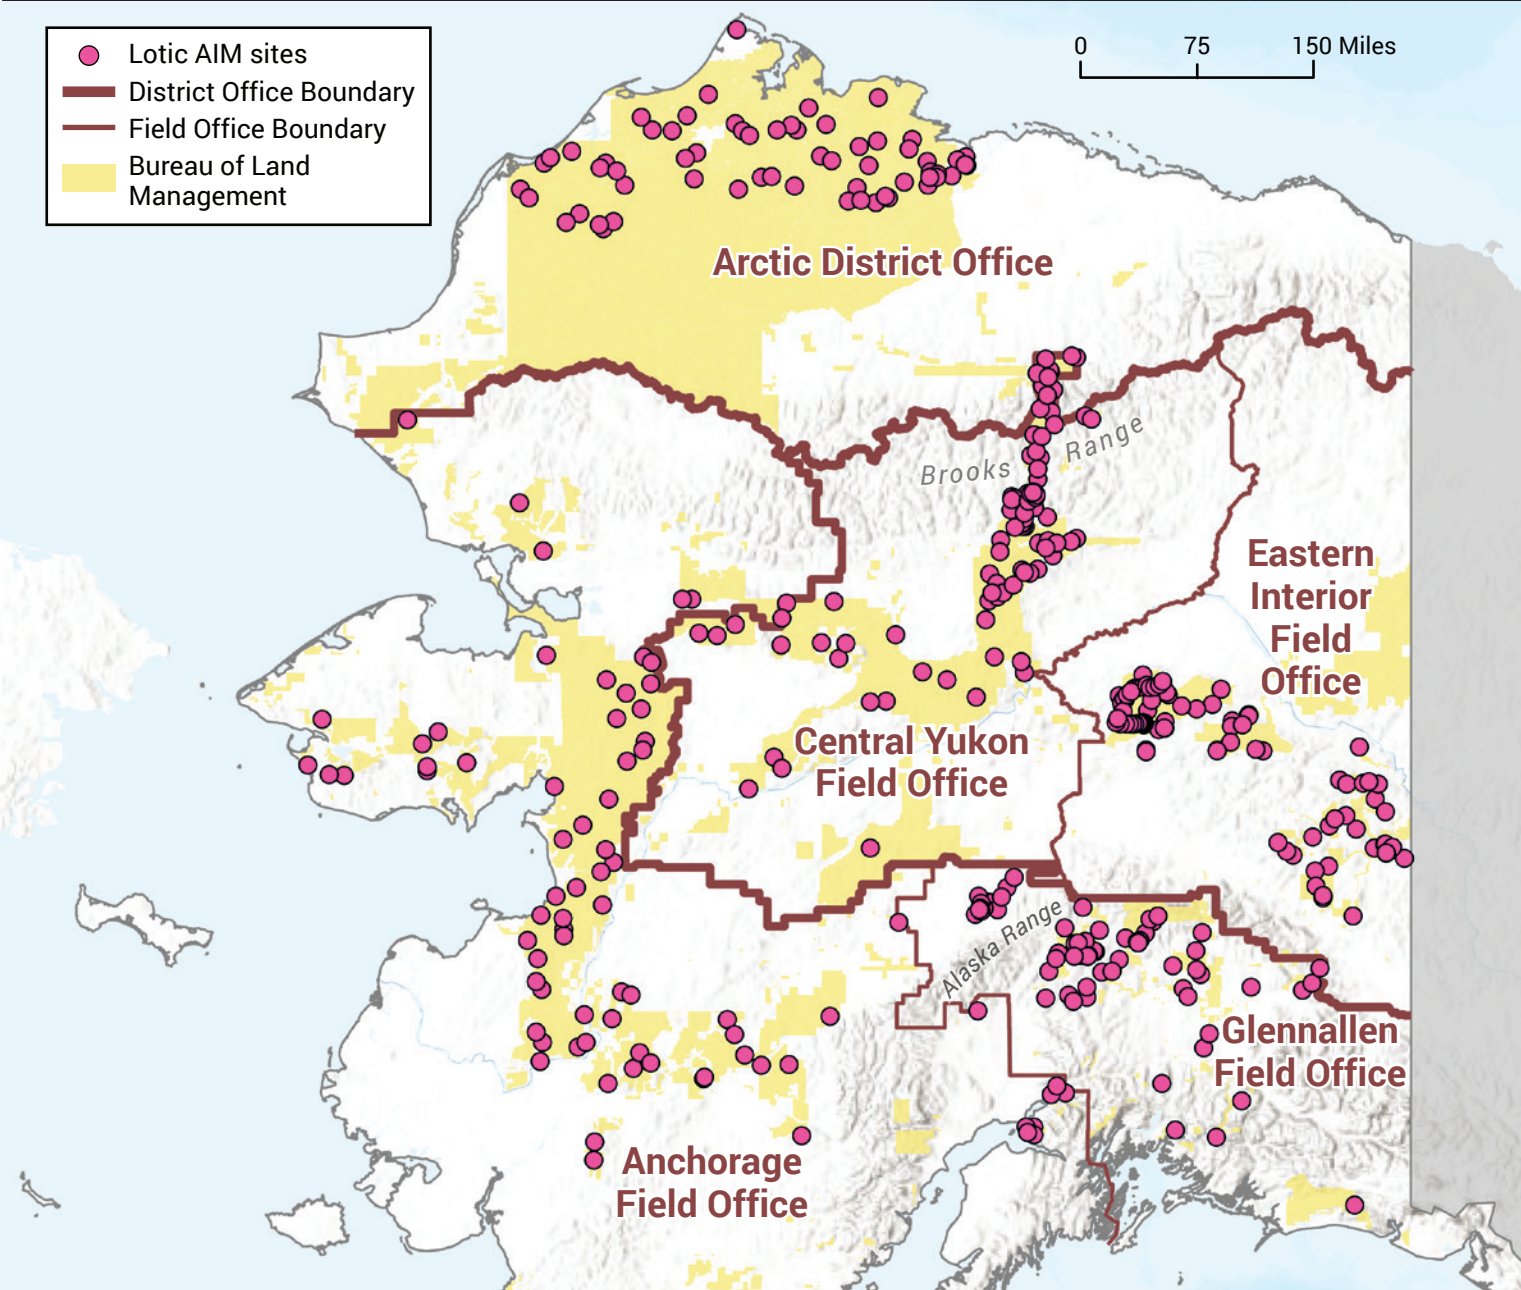 Lotic AIM sites
District Office Boundary
Field Office Boundary
Bureau of Land
Management
0 75 150 Miles
Arctic District Office
Brooks Range
Eastern
Interior
Field
Office
Central Yukon
Field Office
Alaska Range
Glennallen
Field Office
Anchorage
Field Office